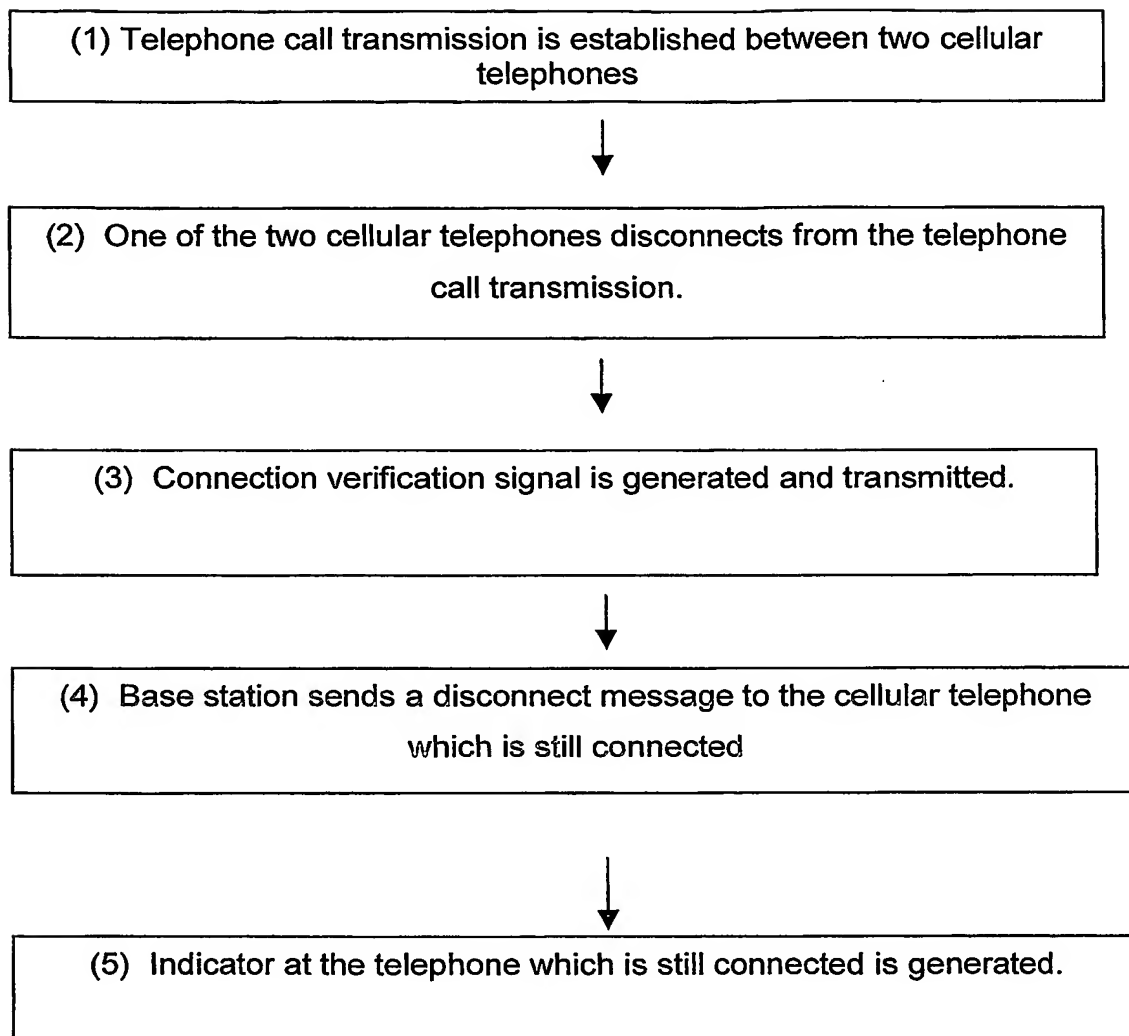 (1) Telephone call transmission is established between two cellular
telephones
(2) One of the two cellular telephones disconnects from the telephone
call transmission.
(3) Connection verification signal is generated and transmitted.
(4) Base station sends a disconnect message to the cellular telephone
which is still connected
(5) Indicator at the telephone which is still connected is generated.